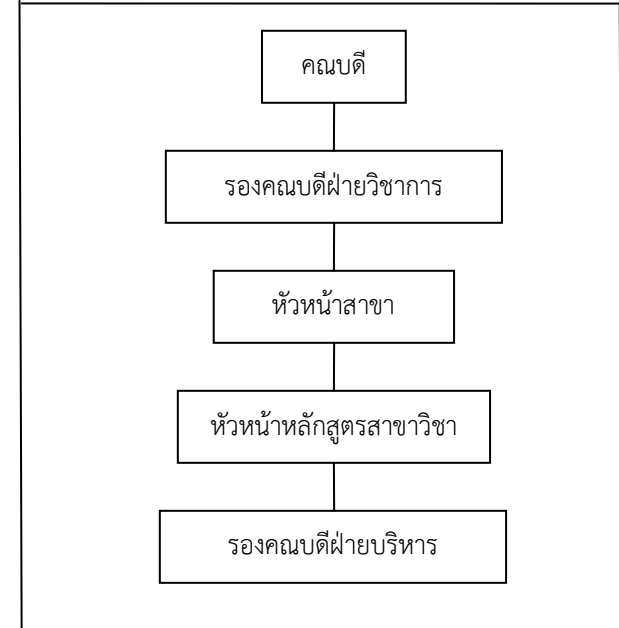 คณบดี
รองคณบดีฝ่ายวิชาการ
หัวหน้าสาขา
หัวหน้าหลักสูตรสาขาวิชา
รองคณบดีฝ่ายบริหาร